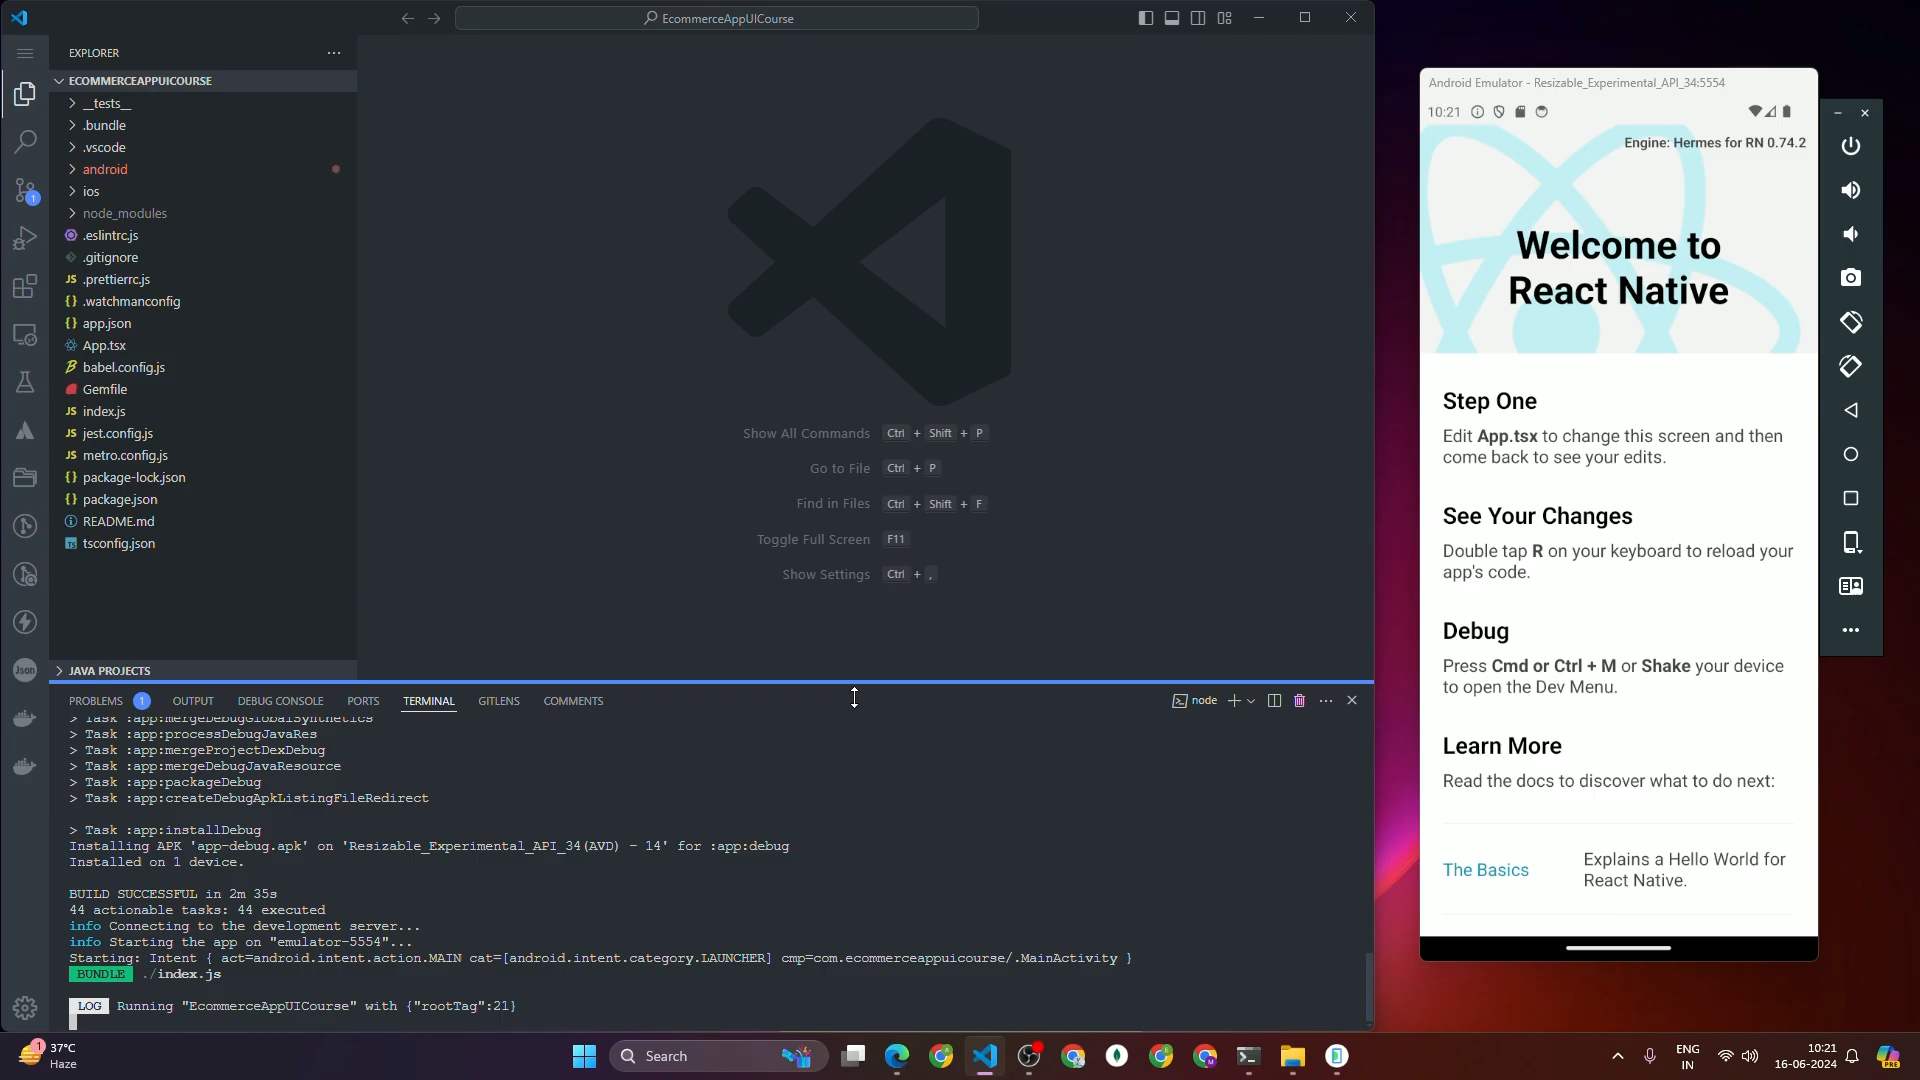 EcommerceAppUICourse
EXPLORER
ECOMMERCEAPPUICOURSE
__tests__
.bundle
.vscode
android
ios
node_modules
.eslintrc.js
.gitignore
JS .prettierrc.js
{} .watchmanconfig
{} app.json
App.tsx
babel.config.js
Gemfile
JS index.js
JS jest.config.js
JS metro.config.js
{} package-lock.json
{} package.json
README.md
TS tsconfig.json
JAVA PROJECTS
1
Json
Show All Commands Ctrl + Shift + P
Go to File Ctrl + P
Find in Files Ctrl + Shift + F
Toggle Full Screen F11
Show Settings Ctrl + ,
PROBLEMS 1 OUTPUT DEBUG CONSOLE PORTS TERMINAL GITLENS COMMENTS
node
> Task :app:mergeDebugGlobalSynthetics
> Task :app:processDebugJavaRes
> Task :app:mergeProjectDexDebug
> Task :app:mergeDebugJavaResource
> Task :app:packageDebug
> Task :app:createDebugApkListingFileRedirect
> Task :app:installDebug
Installing APK 'app-debug.apk' on 'Resizable_Experimental_API_34(AVD) - 14' for :app:debug
Installed on 1 device.
BUILD SUCCESSFUL in 2m 35s
44 actionable tasks: 44 executed
info Connecting to the development server...
info Starting the app on "emulator-5554"...
Starting: Intent { act=android.intent.action.MAIN cat=[android.intent.category.LAUNCHER] cmp=com.ecommerceappuicourse/.MainActivity }
BUNDLE ./index.js
LOG Running "EcommerceAppUICourse" with {"rootTag":21}
Android Emulator - Resizable_Experimental_API_34:5554
10:21
Engine: Hermes for RN 0.74.2
Welcome to
React Native
Step One
Edit App.tsx to change this screen and then
come back to see your edits.
See Your Changes
Double tap R on your keyboard to reload your
app's code.
Debug
Press Cmd or Ctrl + M or Shake your device
to open the Dev Menu.
Learn More
Read the docs to discover what to do next:
The Basics
Explains a Hello World for
React Native.
1
37°C
Haze
Search
ENG
IN
10:21
16-06-2024
PRE